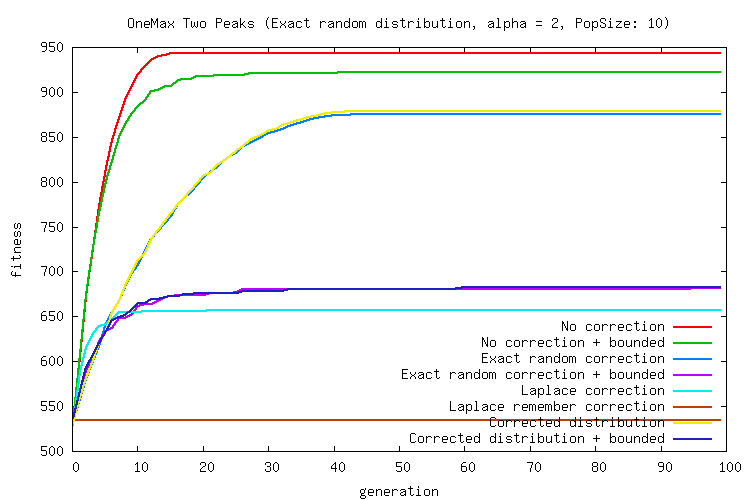 OneMax Two Peaks (Exact random distribution, alpha = 2, PopSize: 10)
950
900
850
800
750
700
650
600
550
500
fitness
No correction
No correction + bounded
Exact random correction
Exact random correction + bounded
Laplace correction
Laplace remember correction
Corrected distribution
Corrected distribution + bounded
0 10 20 30 40 50 60 70 80 90 100
generation